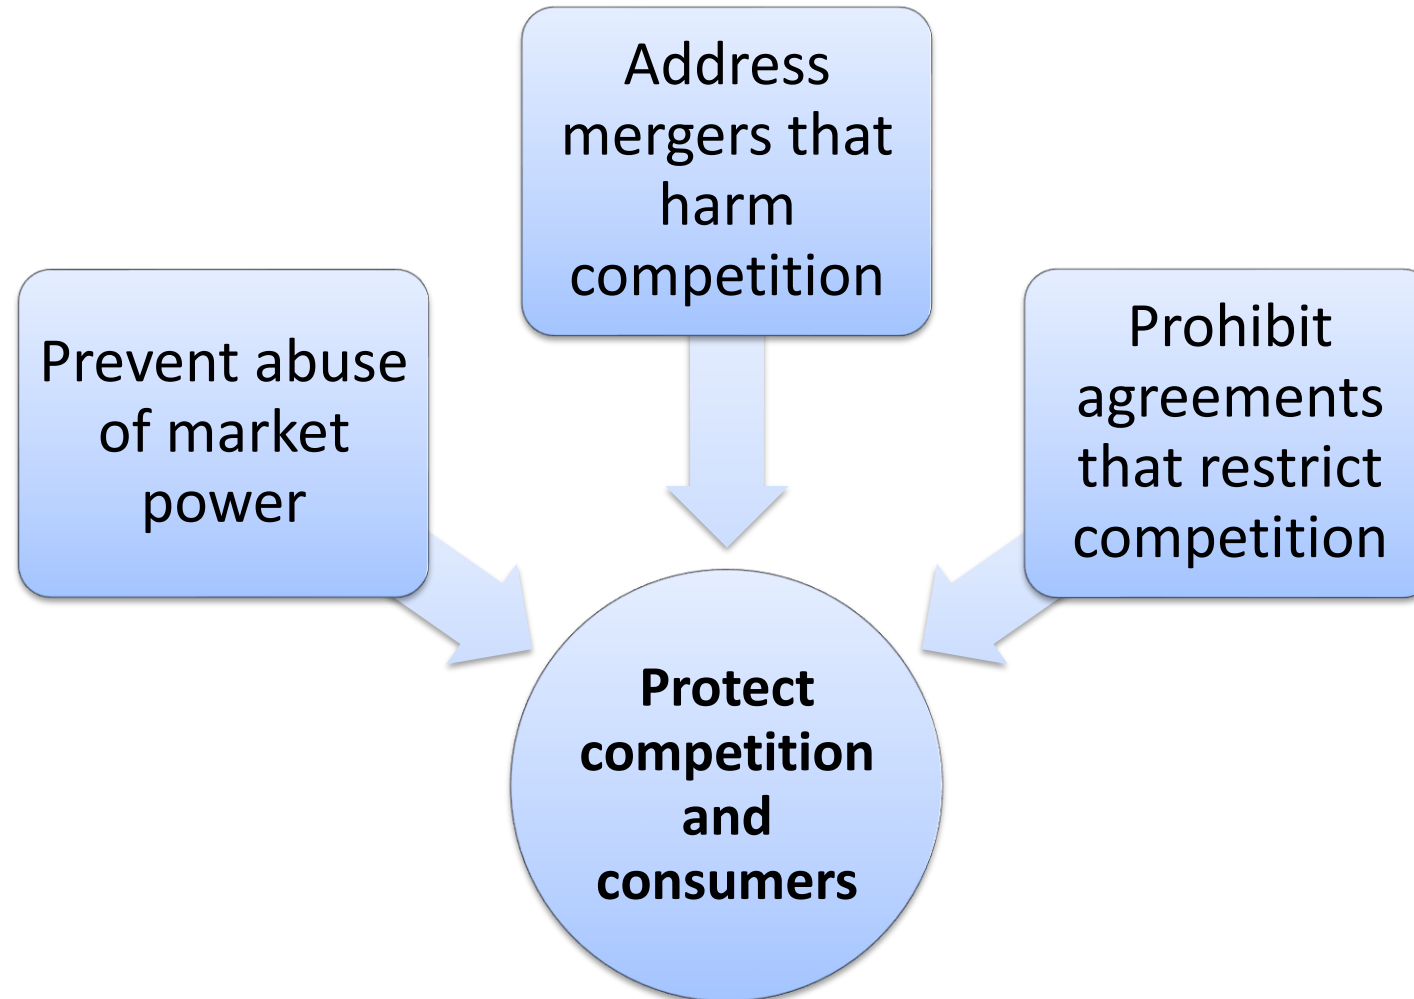 Address
mergers that
harm
competition
Prevent abuse
of market
power
Prohibit
agreements
that restrict
competition
Protect
competition
and
consumers